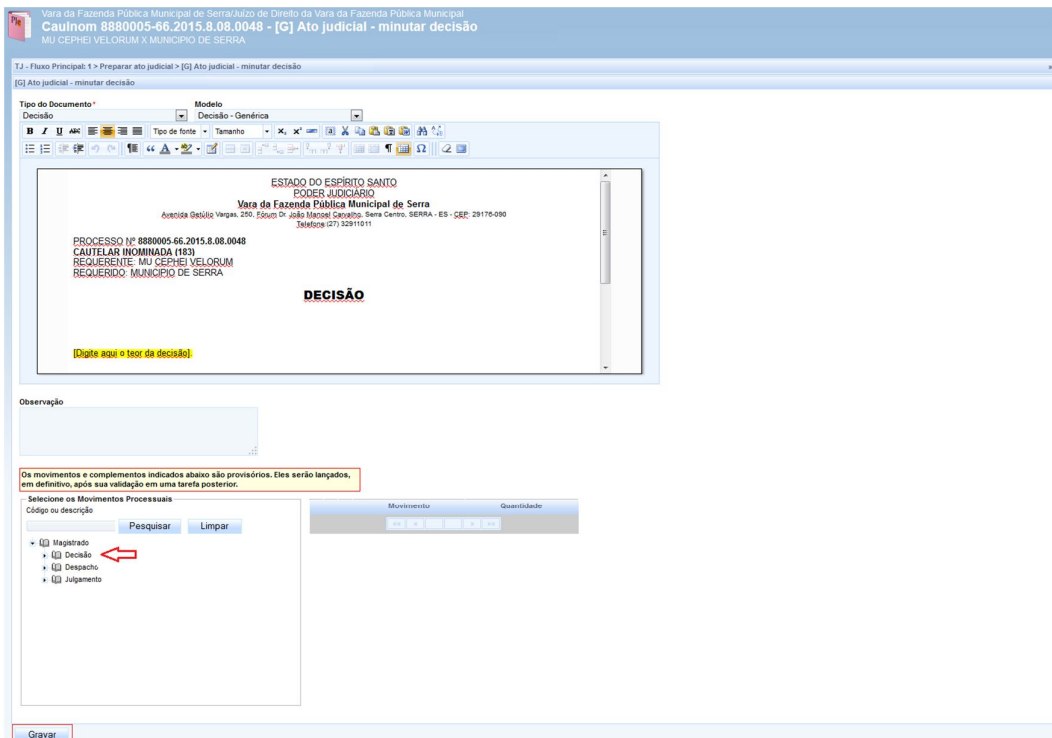 Vara da Fazenda Pública Municipal de Serra/Juízo de Direito da Vara da Fazenda Pública Municipal
CauInom 8880005-66.2015.8.08.0048 - [G] Ato judicial - minutar decisão
MU CEPHEI VELORUM X MUNICIPIO DE SERRA
TJ - Fluxo Principal: 1 > Preparar ato judicial > [G] Ato judicial - minutar decisão
[G] Ato judicial - minutar decisão
Tipo do Documento* Modelo
Decisão Decisão - Genérica
B I U ABC Tipo de fonte Tamanho
ESTADO DO ESPÍRITO SANTO
PODER JUDICIÁRIO
Vara da Fazenda Pública Municipal de Serra
Avenida Getúlio Vargas, 250, Fórum Dr. João Manoel Carvalho, Serra Centro, SERRA - ES - CEP: 29176-090
Telefone:(27) 32911011
PROCESSO Nº 8880005-66.2015.8.08.0048
CAUTELAR INOMINADA (183)
REQUERENTE: MU CEPHEI VELORUM
REQUERIDO: MUNICIPIO DE SERRA
DECISÃO
[Digite aqui o teor da decisão].
Observação
Os movimentos e complementos indicados abaixo são provisórios. Eles serão lançados,
em definitivo, após sua validação em uma tarefa posterior.
Selecione os Movimentos Processuais
Código ou descrição
Pesquisar Limpar
Magistrado
Decisão
Despacho
Julgamento
Movimento Quantidade
Gravar